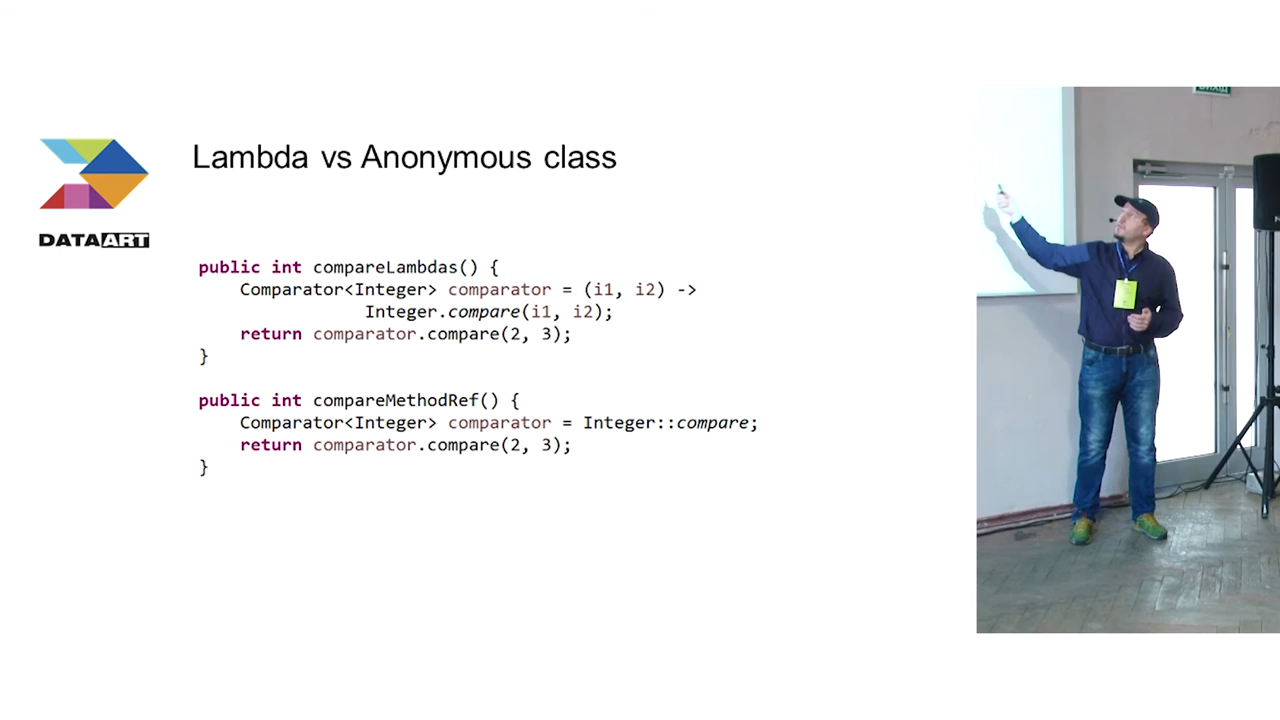 Lambda vs Anonymous class
DATAART
public int compareLambdas() {
    Comparator<Integer> comparator = (i1, i2) ->
                Integer.compare(i1, i2);
    return comparator.compare(2, 3);
}
public int compareMethodRef() {
    Comparator<Integer> comparator = Integer::compare;
    return comparator.compare(2, 3);
}